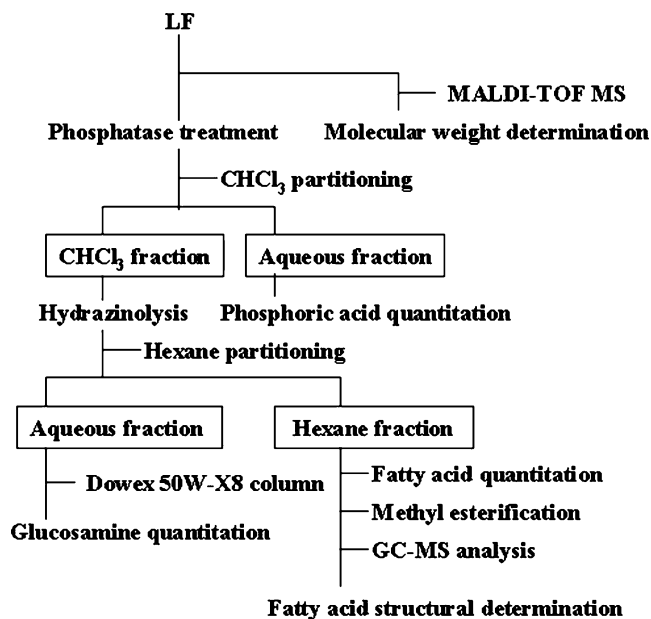 LF
MALDI-TOF MS
Phosphatase treatment
Molecular weight determination
CHCl₃ partitioning
CHCl₃ fraction
Aqueous fraction
Hydrazinolysis
Phosphoric acid quantitation
Hexane partitioning
Aqueous fraction
Hexane fraction
Fatty acid quantitation
Dowex 50W-X8 column
Methyl esterification
Glucosamine quantitation
GC-MS analysis
Fatty acid structural determination